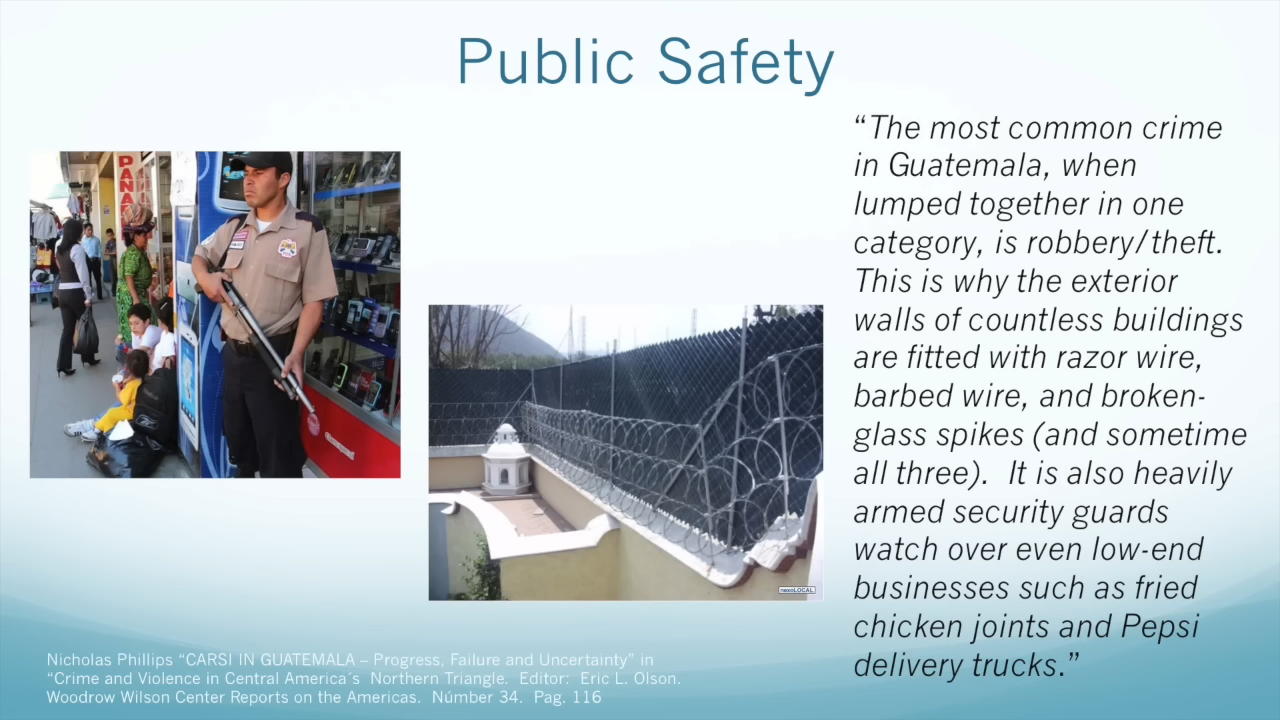 Public Safety
“The most common crime
in Guatemala, when
lumped together in one
category, is robbery/theft.
This is why the exterior
walls of countless buildings
are fitted with razor wire,
barbed wire, and broken-
glass spikes (and sometime
all three).  It is also heavily
armed security guards
watch over even low-end
businesses such as fried
chicken joints and Pepsi
delivery trucks.”
PANA
nexoLOCAL
Nicholas Phillips “CARSI IN GUATEMALA – Progress, Failure and Uncertainty” in
“Crime and Violence in Central America´s  Northern Triangle.  Editor:  Eric L. Olson.
Woodrow Wilson Center Reports on the Americas.  Númber 34.  Pag. 116